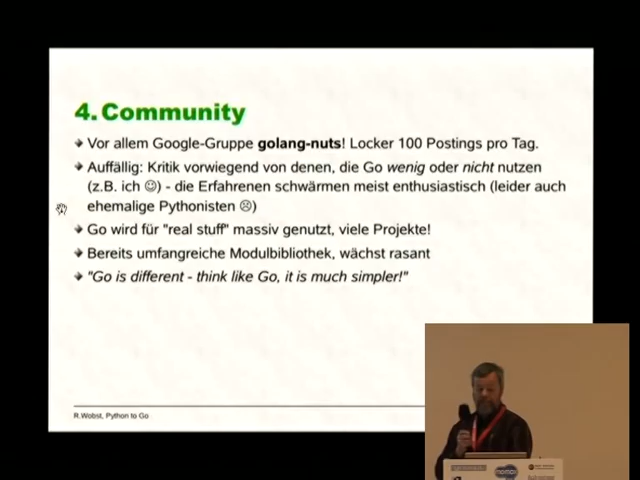 4. Community
Vor allem Google-Gruppe golang-nuts! Locker 100 Postings pro Tag.
Auffällig: Kritik vorwiegend von denen, die Go wenig oder nicht nutzen
(z.B. ich ☺) - die Erfahrenen schwärmen meist enthusiastisch (leider auch
ehemalige Pythonisten ☹)
Go wird für "real stuff" massiv genutzt, viele Projekte!
Bereits umfangreiche Modulbibliothek, wächst rasant
"Go is different - think like Go, it is much simpler!"
R.Wobst, Python to Go